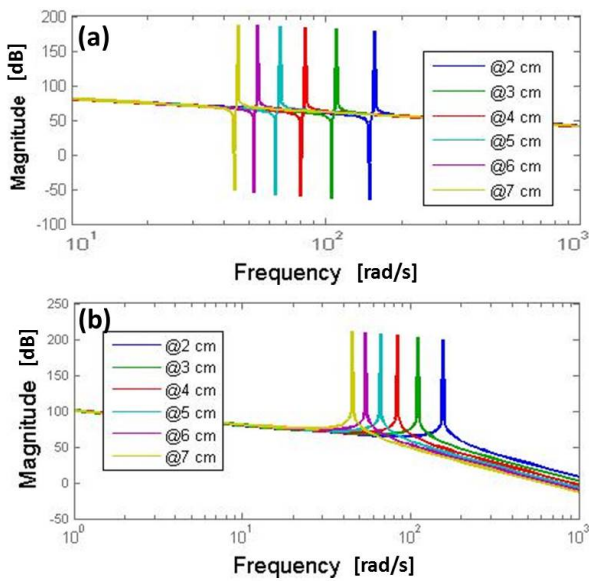 (a)
Magnitude [dB]
200
150
100
50
0
-50
-100
@2 cm
@3 cm
@4 cm
@5 cm
@6 cm
@7 cm
10^1
10^2
10^3
Frequency [rad/s]
(b)
Magnitude [dB]
250
200
150
100
50
0
-50
@2 cm
@3 cm
@4 cm
@5 cm
@6 cm
@7 cm
10^0
10^1
10^2
10^3
Frequency [rad/s]